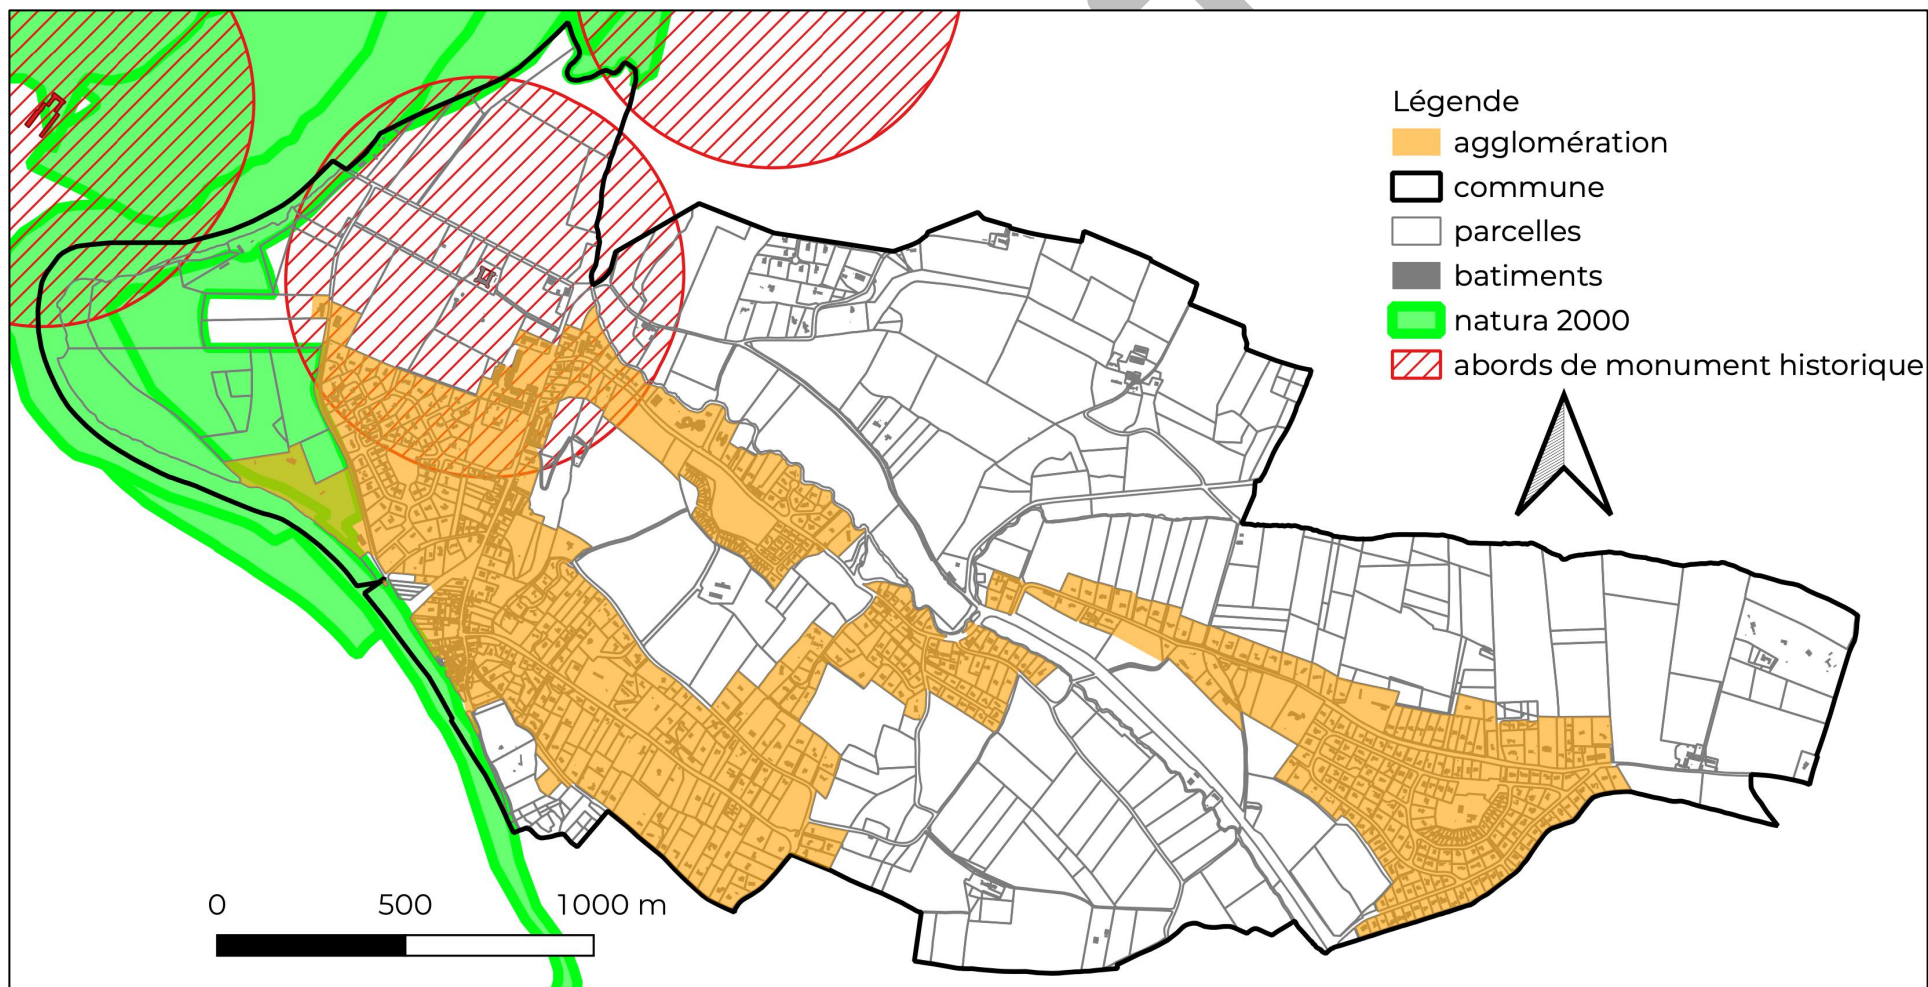 Légende
agglomération
commune
parcelles
batiments
natura 2000
abords de monument historique
0 500 1000 m